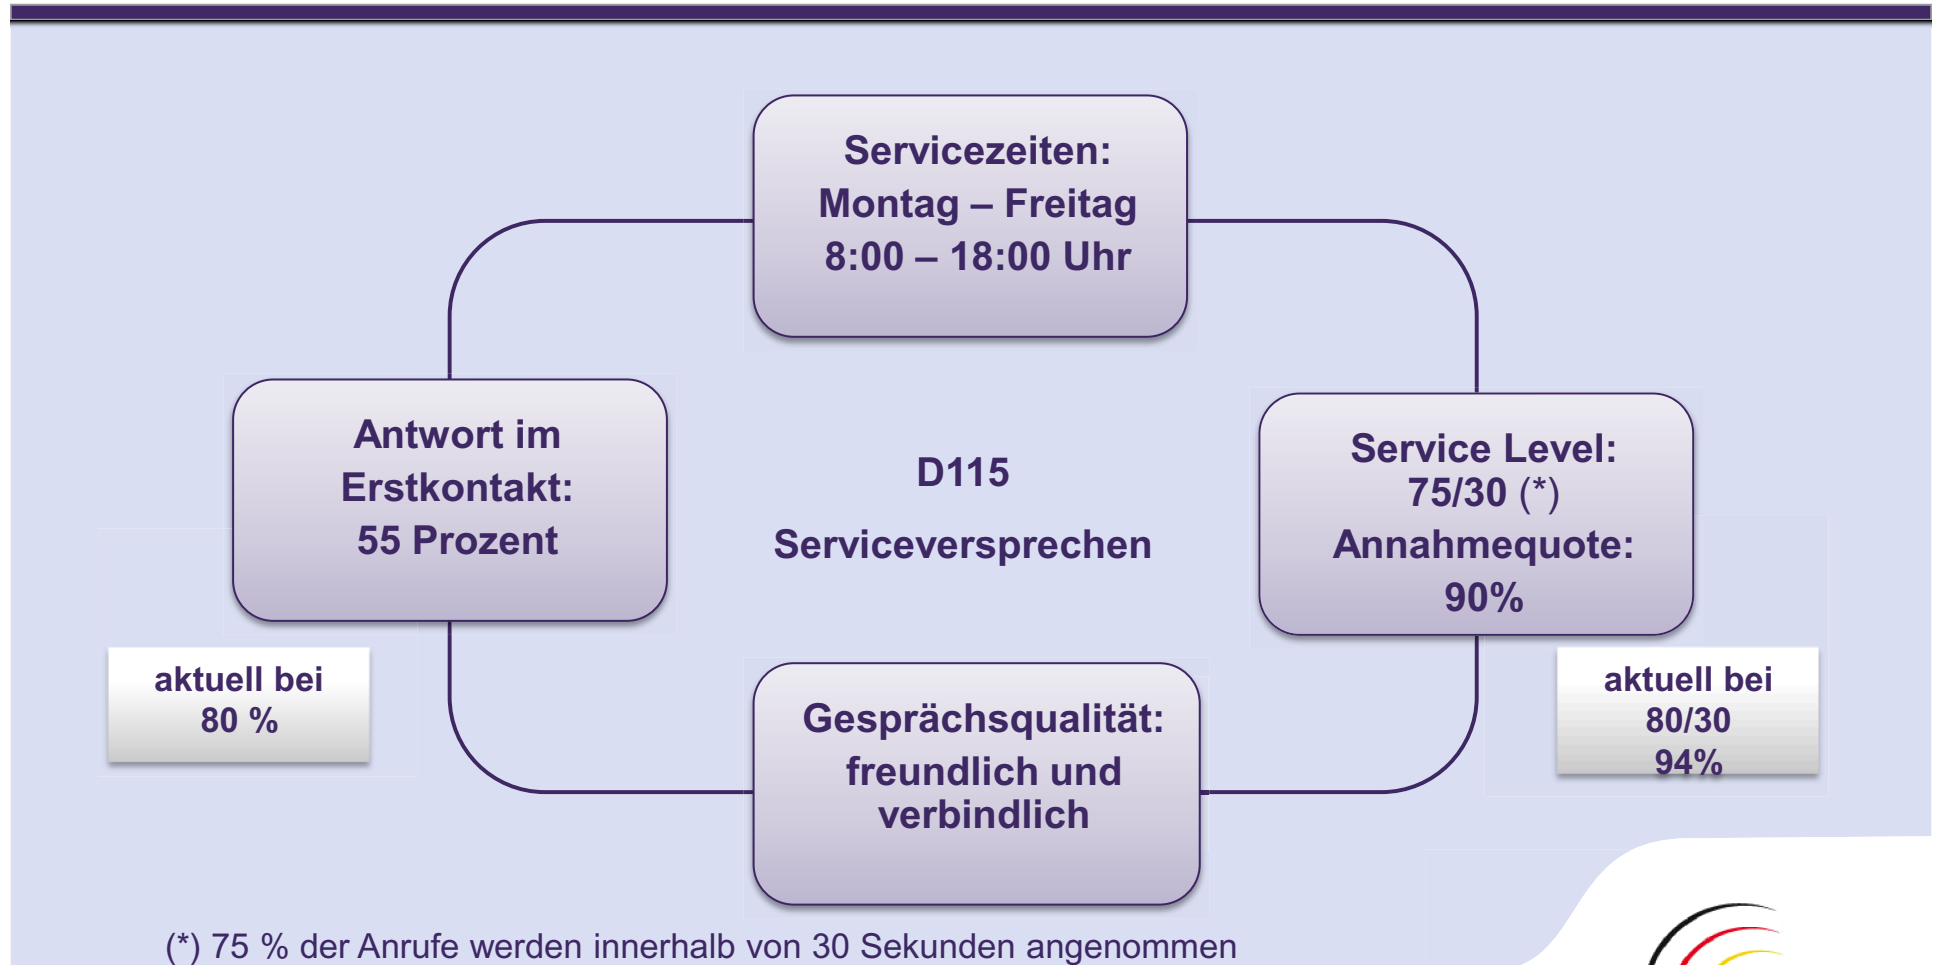 Servicezeiten:
Montag – Freitag
8:00 – 18:00 Uhr
Antwort im
Erstkontakt:
55 Prozent
D115
Serviceversprechen
Service Level:
75/30 (*)
Annahmequote:
90%
aktuell bei
80 %
Gesprächsqualität:
freundlich und
verbindlich
aktuell bei
80/30
94%
(*) 75 % der Anrufe werden innerhalb von 30 Sekunden angenommen